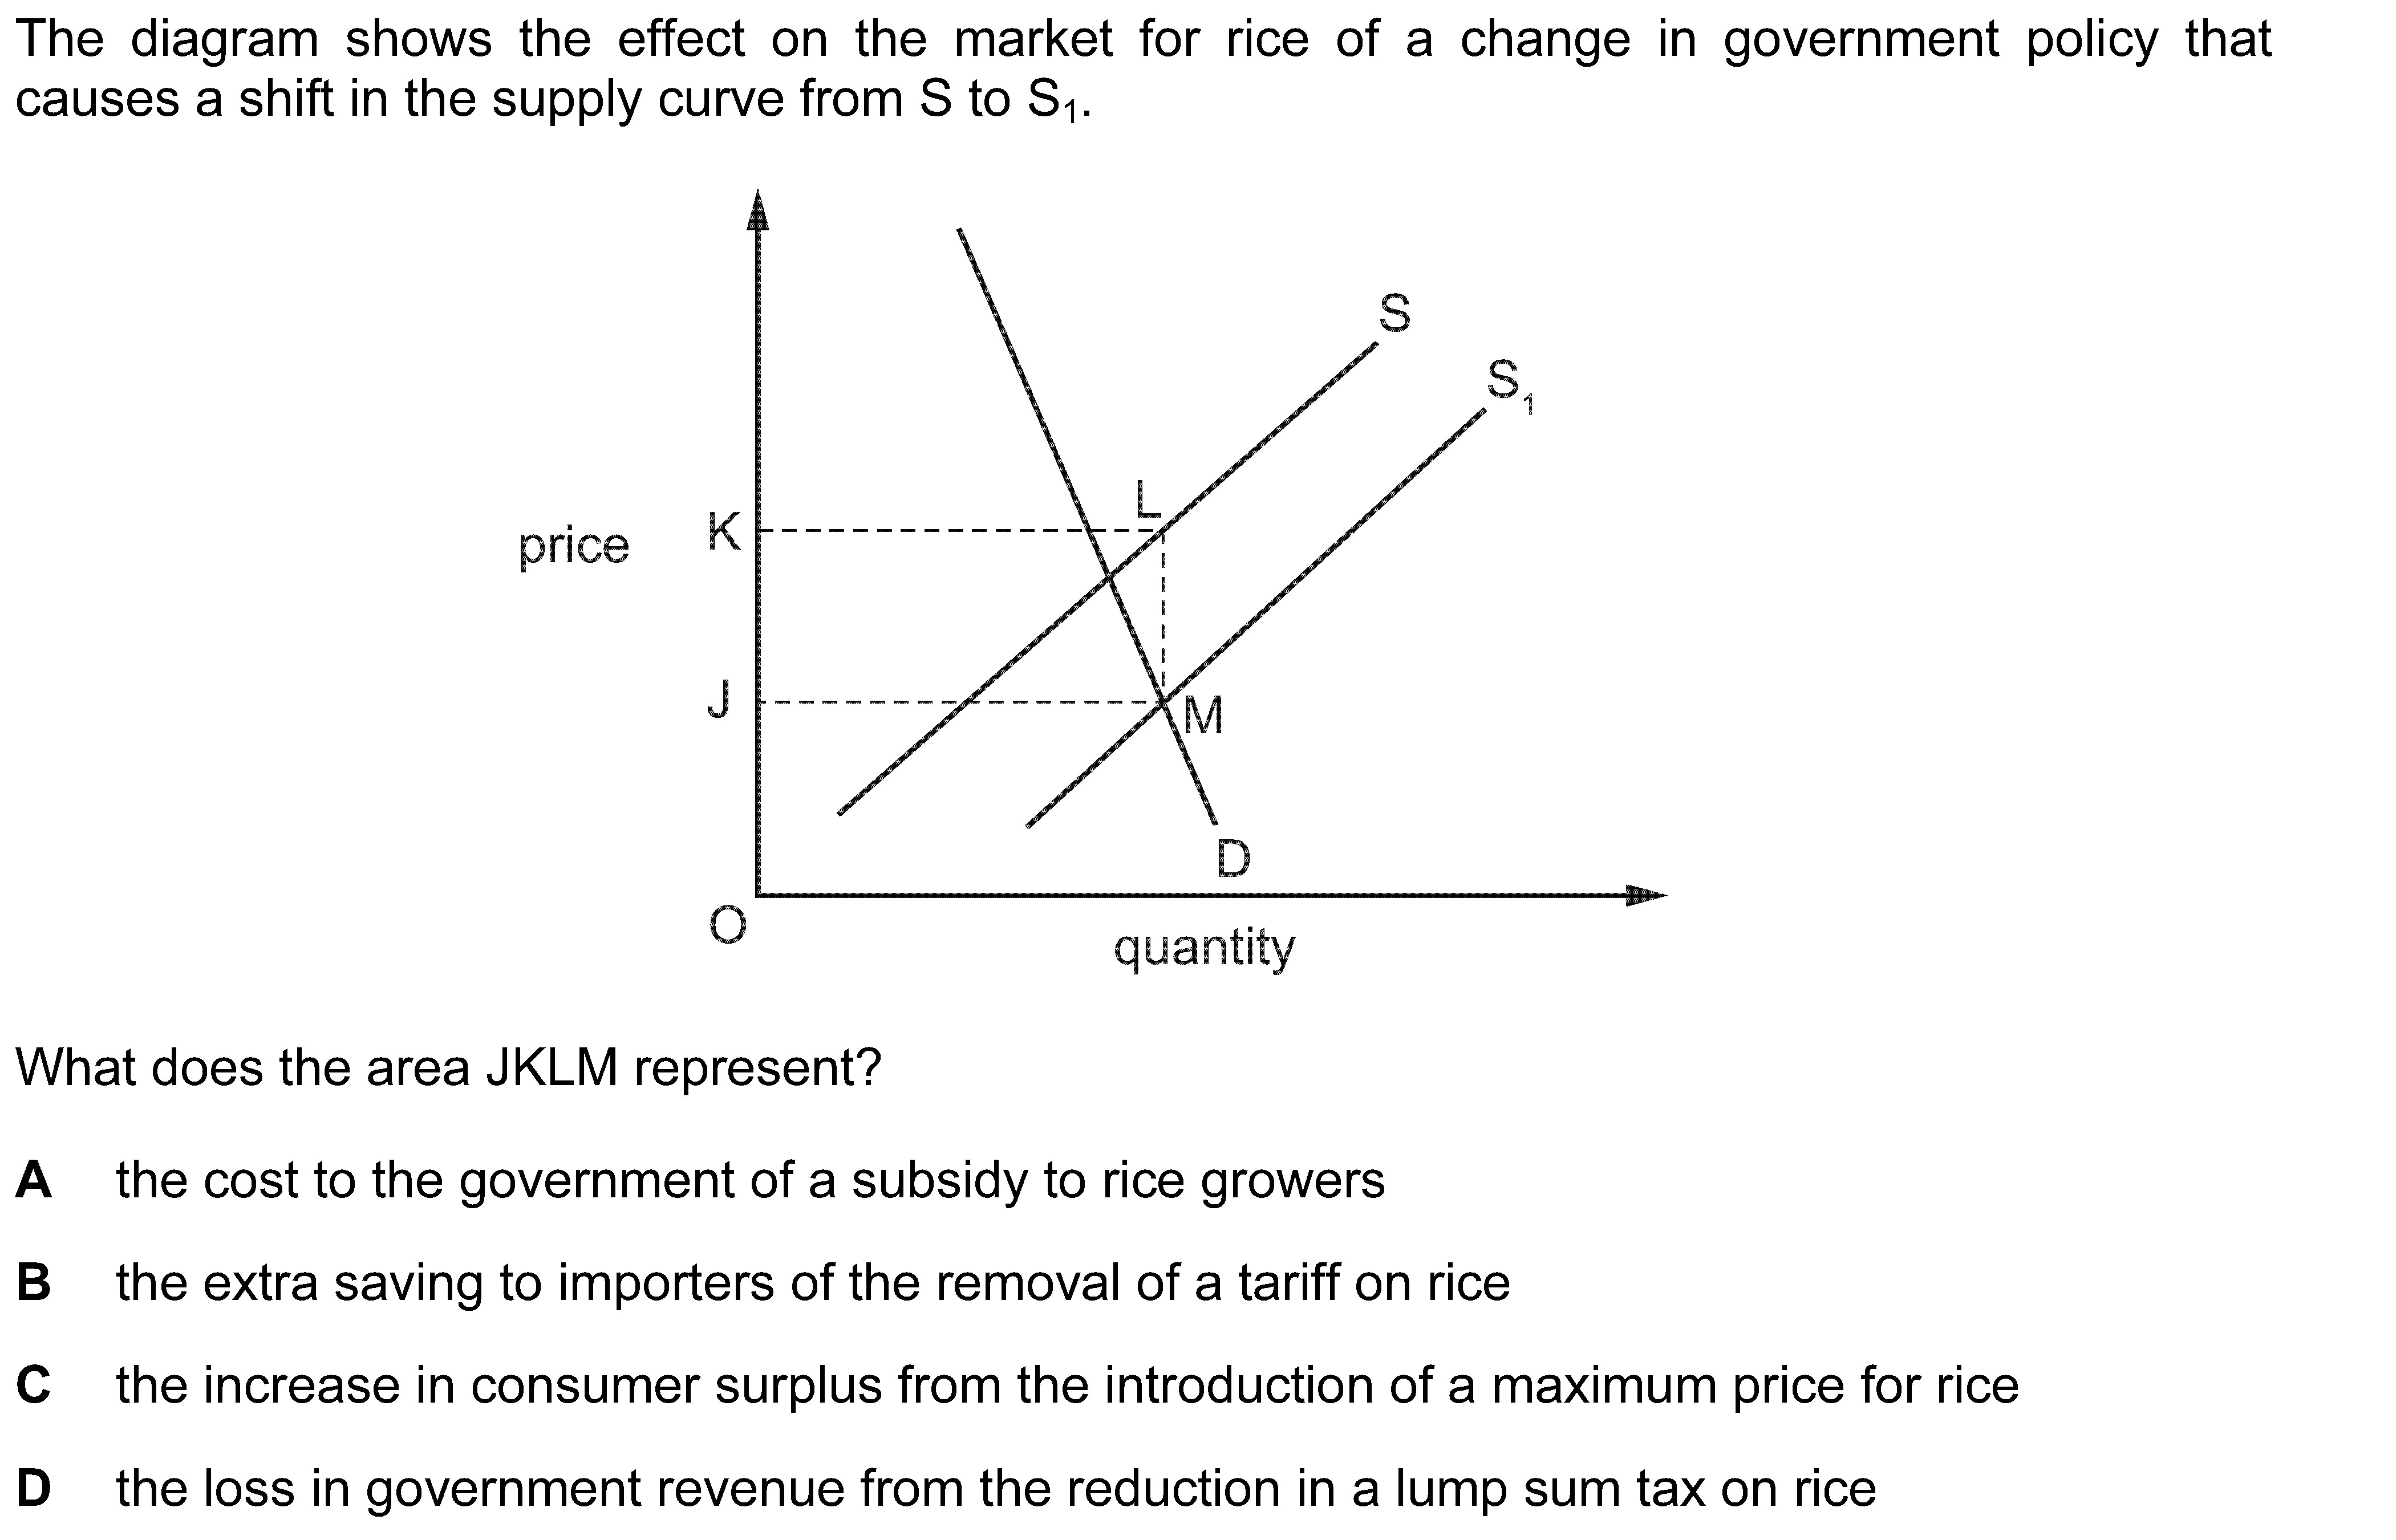 The diagram shows the effect on the market for rice of a change in government policy that
causes a shift in the supply curve from S to S₁.
S
S₁
L
K
price
J
M
D
O
quantity
What does the area JKLM represent?
A the cost to the government of a subsidy to rice growers
B the extra saving to importers of the removal of a tariff on rice
C the increase in consumer surplus from the introduction of a maximum price for rice
D the loss in government revenue from the reduction in a lump sum tax on rice